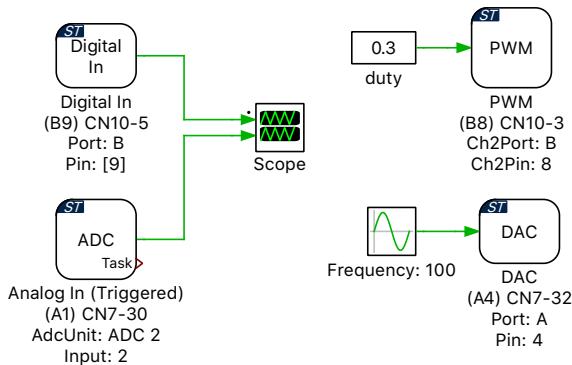 ST
Digital
In
Digital In
(B9) CN10-5
Port: B
Pin: [9]
Scope
ST
ADC
Task
Analog In (Triggered)
(A1) CN7-30
AdcUnit: ADC 2
Input: 2
0.3
duty
ST
PWM
PWM
(B8) CN10-3
Ch2Port: B
Ch2Pin: 8
Frequency: 100
ST
DAC
DAC
(A4) CN7-32
Port: A
Pin: 4